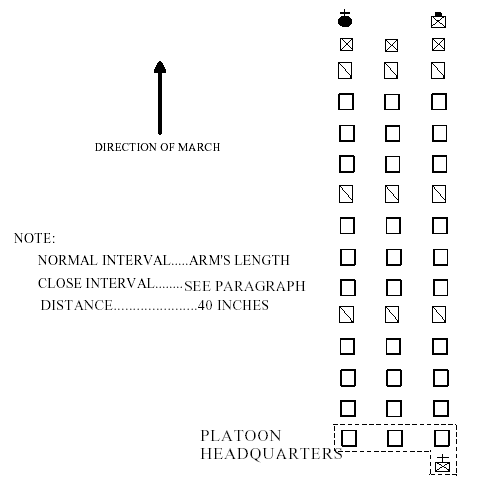 DIRECTION OF MARCH
NOTE:
NORMAL INTERVAL.....ARM'S LENGTH
CLOSE INTERVAL........SEE PARAGRAPH
DISTANCE......................40 INCHES
PLATOON
HEADQUARTERS